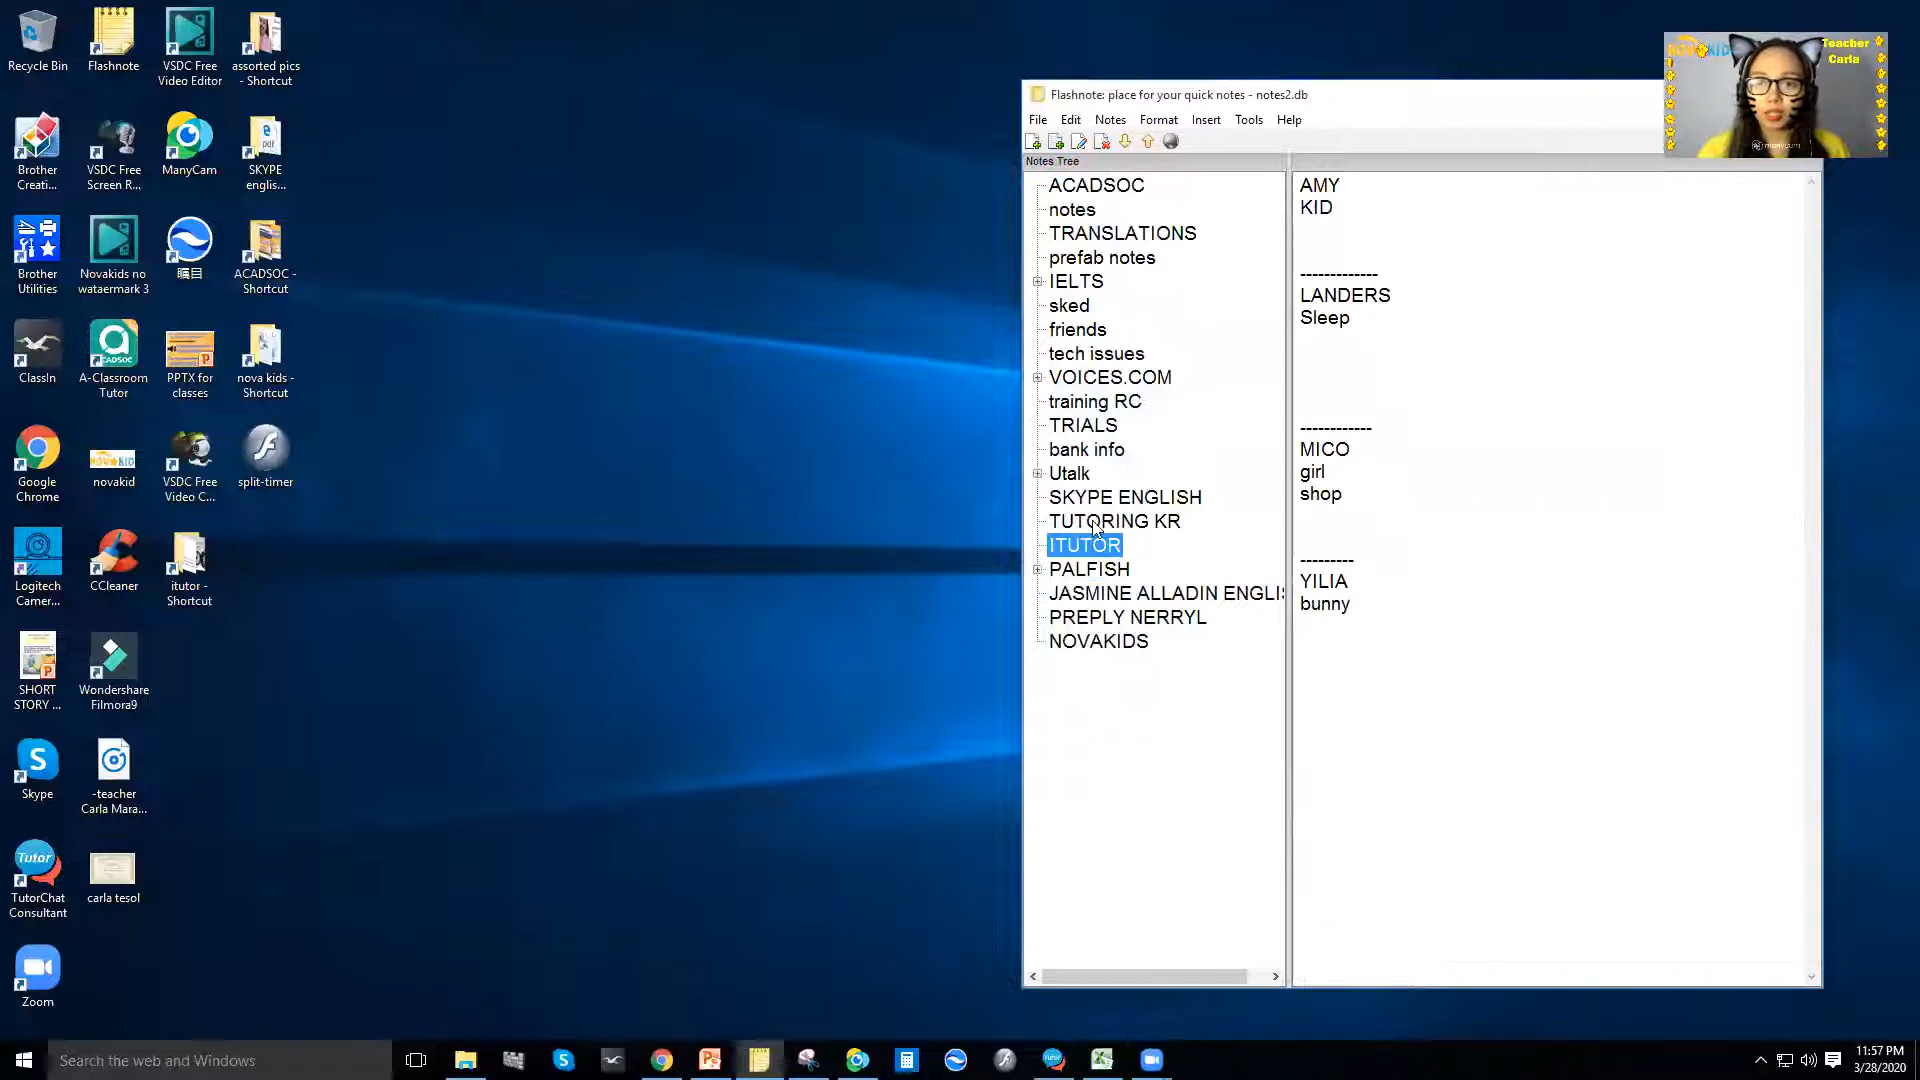 Recycle Bin
Flashnote
VSDC Free
Video Editor
assorted pics
- Shortcut
Brother
Creati...
VSDC Free
Screen R...
ManyCam
SKYPE
englis...
Brother
Utilities
Novakids no
wataermark 3
瞩目
ACADSOC -
Shortcut
ClassIn
A-Classroom
Tutor
PPTX for
classes
nova kids -
Shortcut
Google
Chrome
novakid
VSDC Free
Video C...
split-timer
Logitech
Camer...
CCleaner
itutor -
Shortcut
SHORT
STORY ...
Wondershare
Filmora9
Skype
-teacher
Carla Mara...
Tutor
TutorChat
Consultant
carla tesol
Zoom
Flashnote: place for your quick notes - notes2.db
File Edit Notes Format Insert Tools Help
Notes Tree
ACADSOC
notes
TRANSLATIONS
prefab notes
IELTS
sked
friends
tech issues
VOICES.COM
training RC
TRIALS
bank info
Utalk
SKYPE ENGLISH
TUTORING KR
ITUTOR
PALFISH
JASMINE ALLADIN ENGLIS
PREPLY NERRYL
NOVAKIDS
AMY
KID
-------------
LANDERS
Sleep
------------
MICO
girl
shop
---------
YILIA
bunny
Teacher
Carla
Search the web and Windows
11:57 PM
3/28/2020